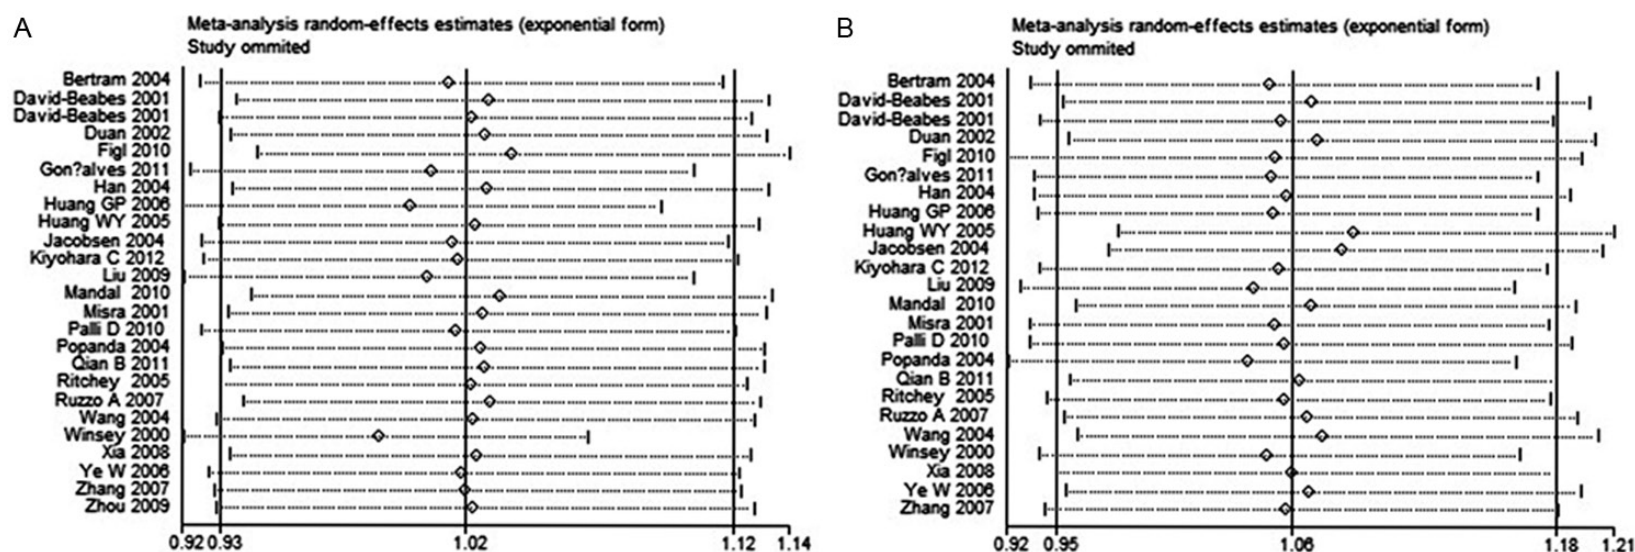 A
Meta-analysis random-effects estimates (exponential form)
Study ommited
Bertram 2004
David-Beabes 2001
David-Beabes 2001
Duan 2002
Figl 2010
Gon?alves 2011
Han 2004
Huang GP 2006
Huang WY 2005
Jacobsen 2004
Kiyohara C 2012
Liu 2009
Mandal 2010
Misra 2001
Palli D 2010
Popanda 2004
Qian B 2011
Ritchey 2005
Ruzzo A 2007
Wang 2004
Winsey 2000
Xia 2008
Ye W 2006
Zhang 2007
Zhou 2009
0.92 0.93 1.02 1.12 1.14
B
Meta-analysis random-effects estimates (exponential form)
Study ommited
Bertram 2004
David-Beabes 2001
David-Beabes 2001
Duan 2002
Figl 2010
Gon?alves 2011
Han 2004
Huang GP 2006
Huang WY 2005
Jacobsen 2004
Kiyohara C 2012
Liu 2009
Mandal 2010
Misra 2001
Palli D 2010
Popanda 2004
Qian B 2011
Ritchey 2005
Ruzzo A 2007
Wang 2004
Winsey 2000
Xia 2008
Ye W 2006
Zhang 2007
0.92 0.95 1.06 1.18 1.21